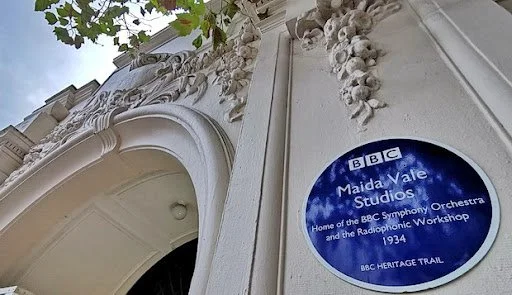 BBC
Maida Vale
Studios
Home of the BBC Symphony Orchestra
and the Radiophonic Workshop
1934
BBC HERITAGE TRAIL